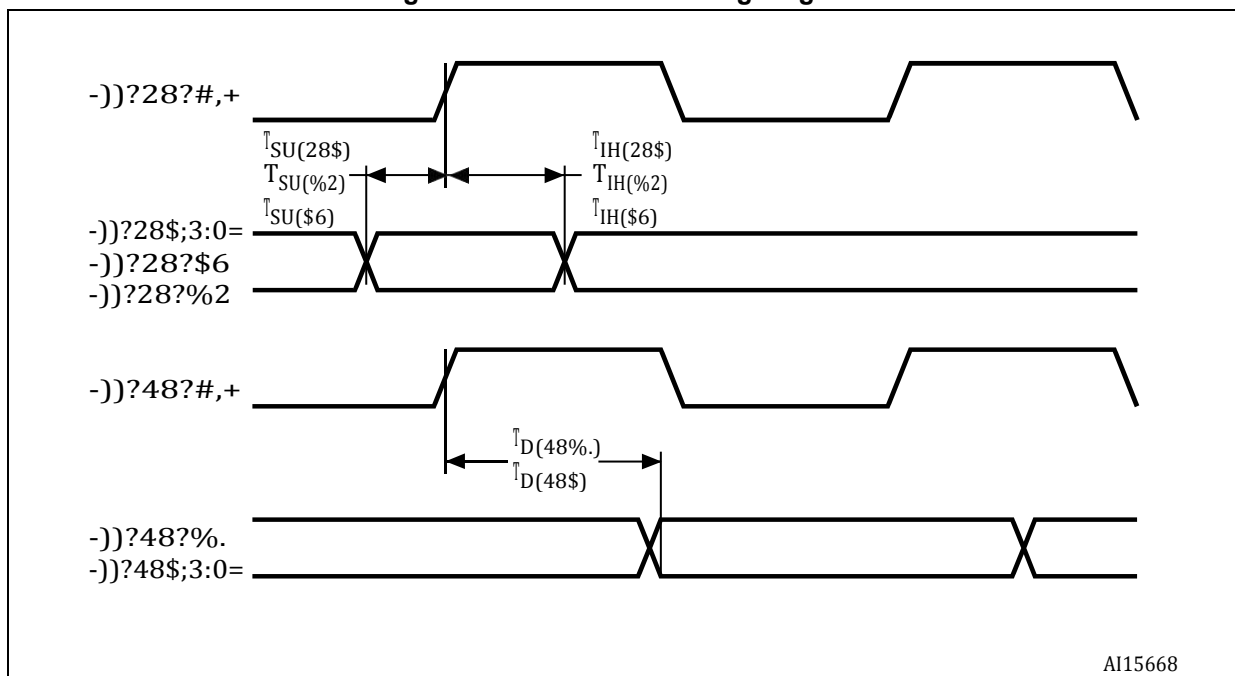 -))?28?#,+
TSU(28$)
TSU(%2)
TSU($6)
TIH(28$)
TIH(%2)
TIH($6)
-))?28$;3:0=
-))?28?$6
-))?28?%2
-))?48?#,+
TD(48%.)
TD(48$)
-))?48?%.
-))?48$;3:0=
AI15668